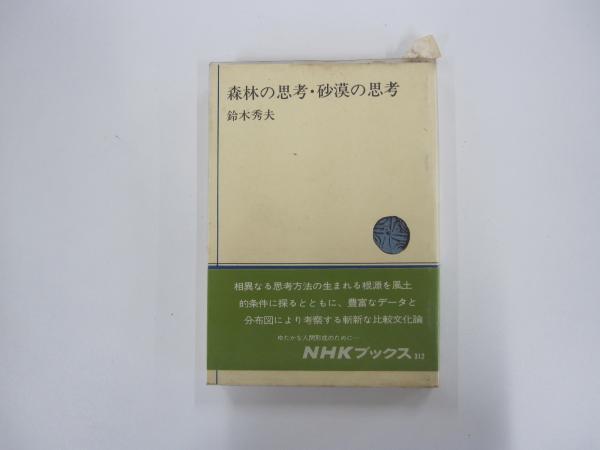 森林の思考・砂漠の思考
鈴木秀夫
相異なる思考方法の生まれる根源を風土
的条件に探るとともに、豊富なデータと
分布図により考察する斬新な比較文化論
ゆたかな人間形成のために…
NHKブックス 312